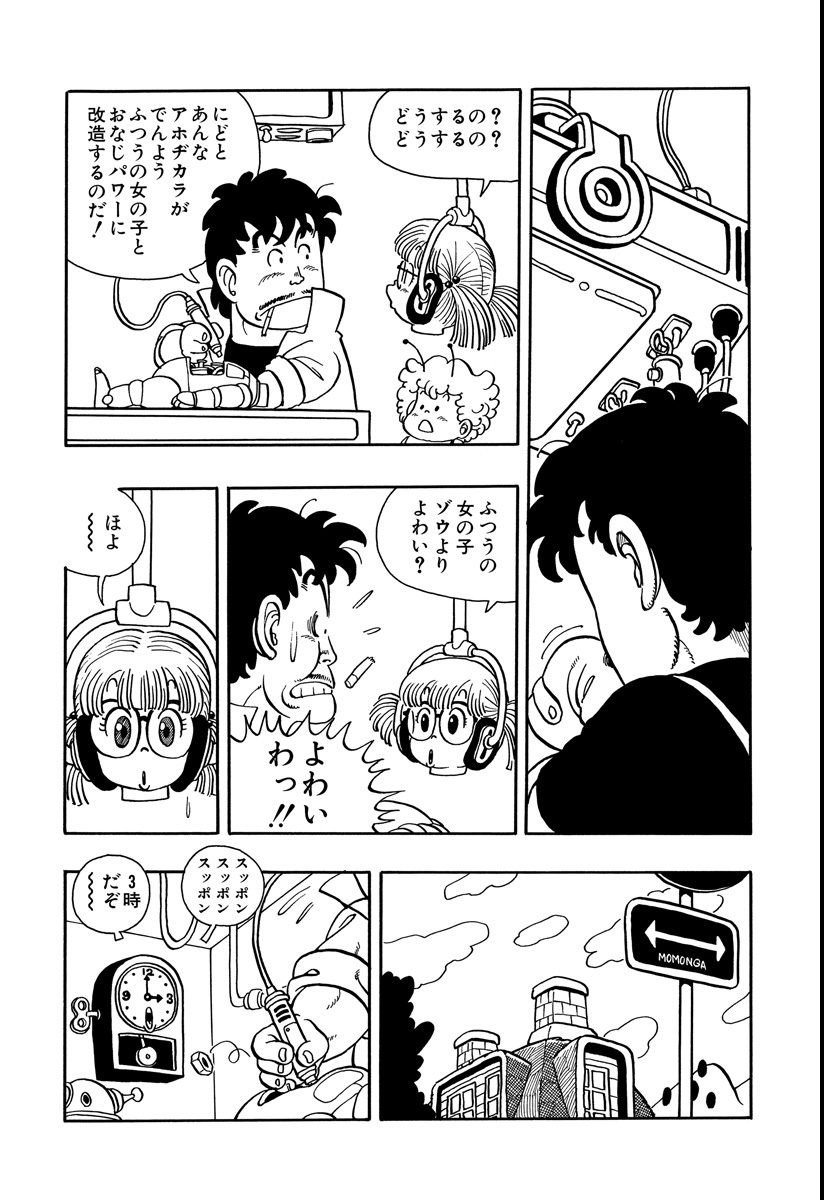 どうするの？
どうするの？
にどと
あんな
アホヂカラが
でんよう
ふつうの女の子と
おなじパワーに
改造するのだ！
ふつうの
女の子
ゾウより
よわい？
よわい
わっ!!
ほよ
〜
MOMONGA
スッポン
スッポン
スッポン
3時
だぞ
〜
12
3
9